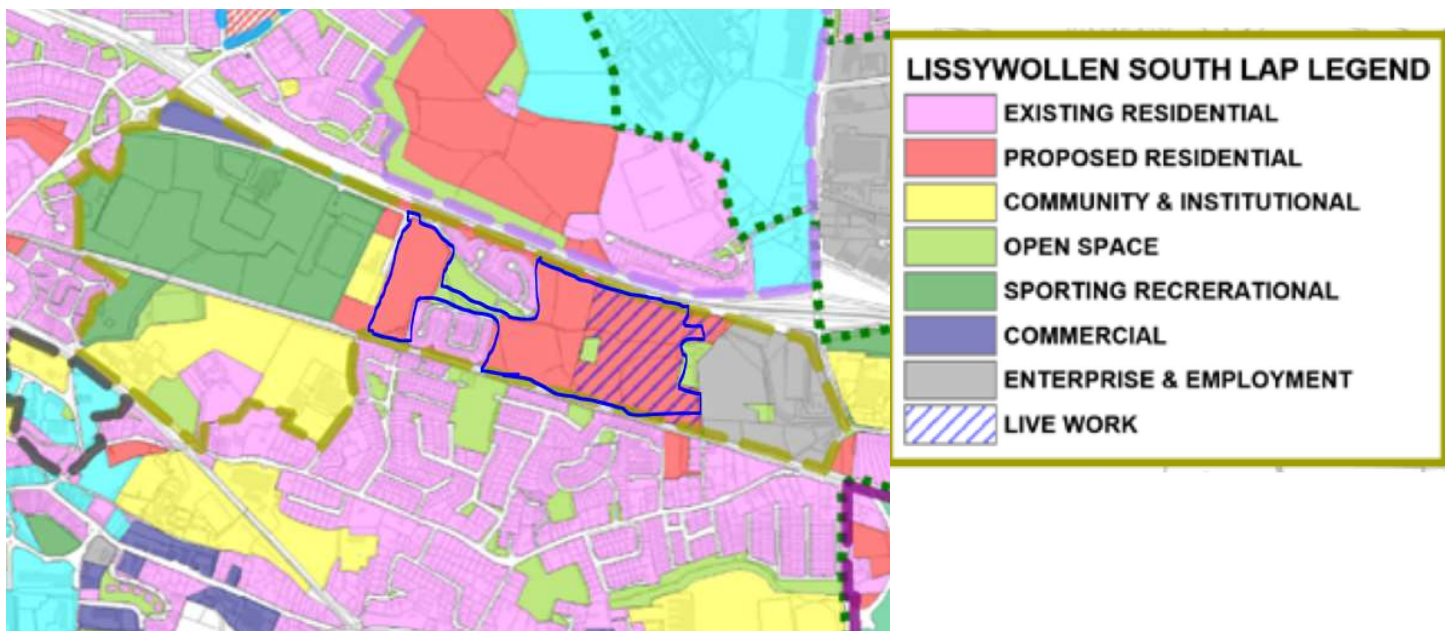 LISSYWOLLEN SOUTH LAP LEGEND
EXISTING RESIDENTIAL
PROPOSED RESIDENTIAL
COMMUNITY & INSTITUTIONAL
OPEN SPACE
SPORTING RECRERATIONAL
COMMERCIAL
ENTERPRISE & EMPLOYMENT
LIVE WORK